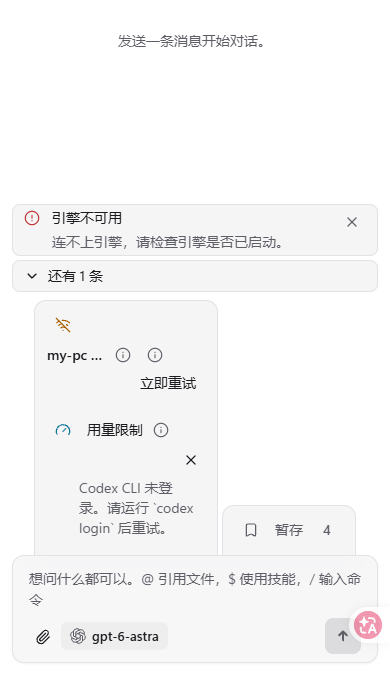 发送一条消息开始对话。
引擎不可用
连不上引擎，请检查引擎是否已启动。
还有 1 条
my-pc ...
立即重试
用量限制
Codex CLI 未登
录。请运行 `codex
login` 后重试。
暂存 4
想问什么都可以。@ 引用文件，$ 使用技能，/ 输入命
令
gpt-6-astra